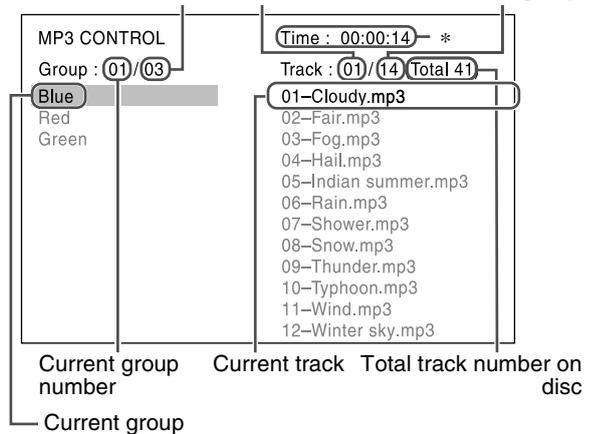 MP3 CONTROL
Time : 00:00:14 *
Group : 01/03
Track : 01/14 Total 41
Blue
Red
Green
01–Cloudy.mp3
02–Fair.mp3
03–Fog.mp3
04–Hail.mp3
05–Indian summer.mp3
06–Rain.mp3
07–Shower.mp3
08–Snow.mp3
09–Thunder.mp3
10–Typhoon.mp3
11–Wind.mp3
12–Winter sky.mp3
Current group
number
Current track
Total track number on
disc
Current group